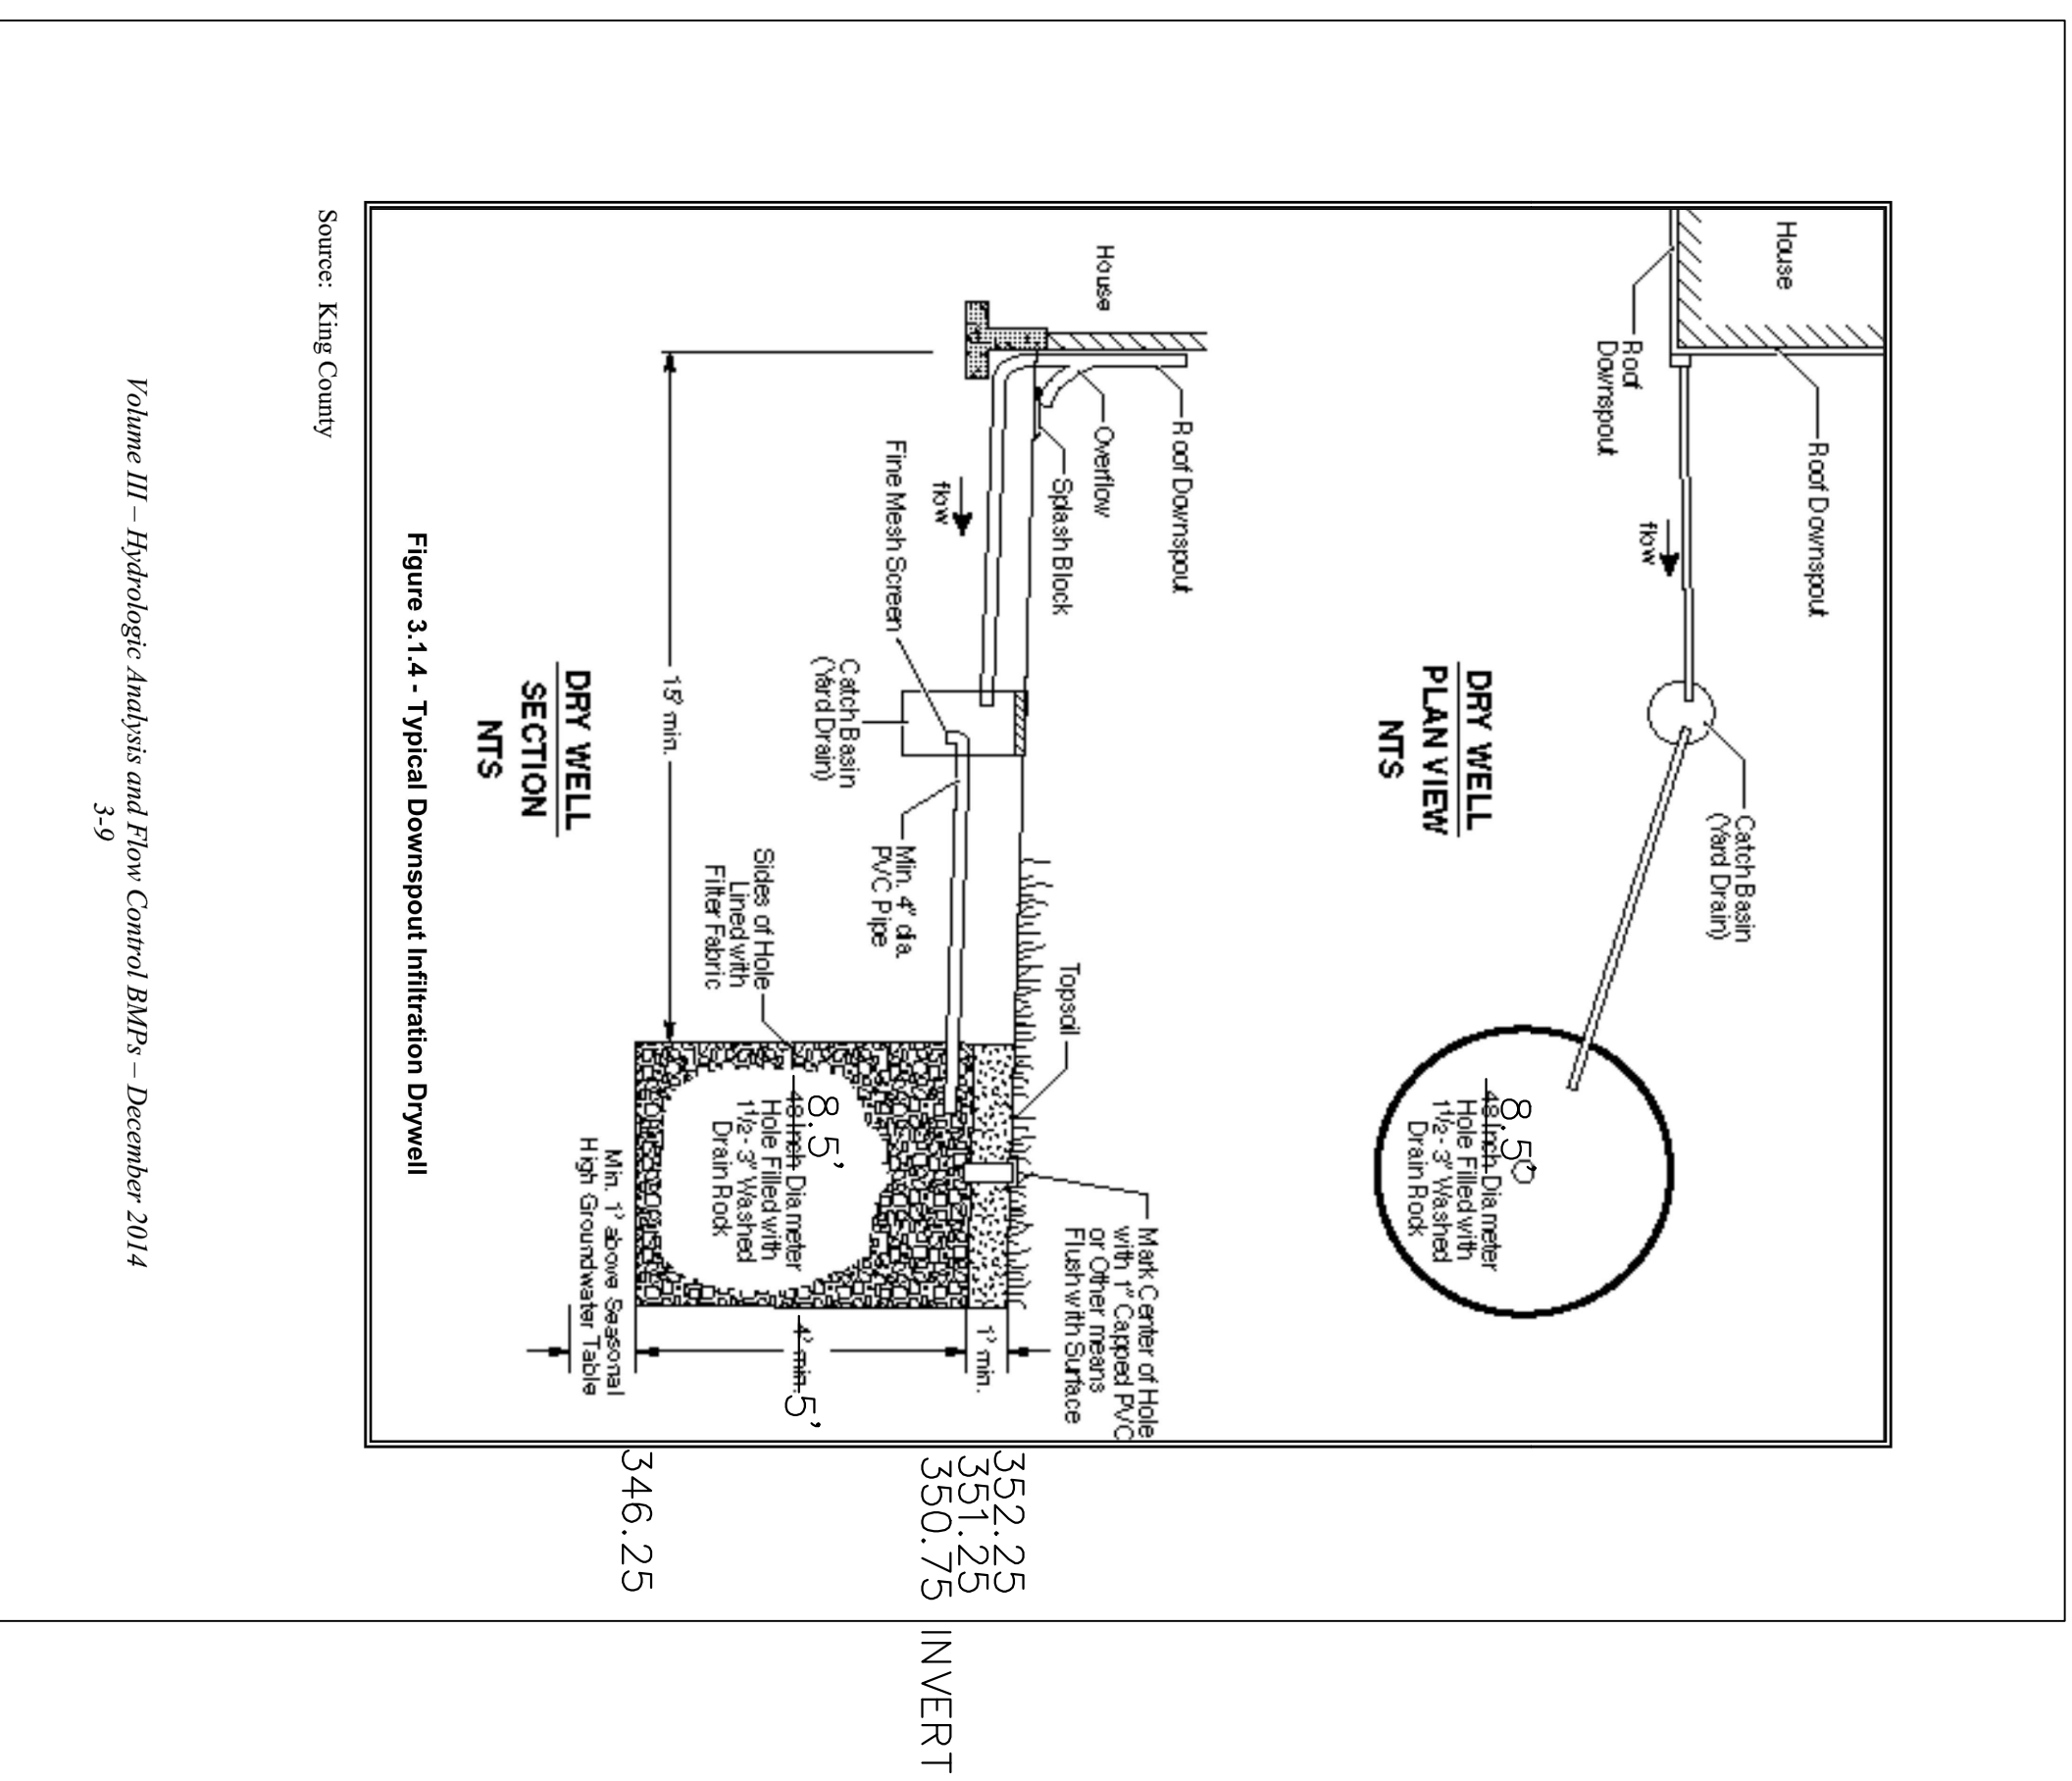 House
Roof Downspout
Roof
Downspout
flow
Catch Basin
(Yard Drain)
8.5'
48 Inch Diameter
Hole Filled with
1 1/2 - 3" Washed
Drain Rock
DRY WELL
PLAN VIEW
NTS
House
Roof Downspout
Overflow
Splash Block
flow
Fine Mesh Screen
Catch Basin
(Yard Drain)
Min. 4" dia.
PVC Pipe
Topsoil
Mark Center of Hole
with 1" Capped PVC
or Other means
Flush with Surface
Sides of Hole
Lined with
Filter Fabric
8.5'
48 Inch Diameter
Hole Filled with
1 1/2 - 3" Washed
Drain Rock
1' min.
4' min. 5'
Min. 1' above Seasonal
High Groundwater Table
15' min.
352.25
351.25
350.75 INVERT
346.25
DRY WELL
SECTION
NTS
Figure 3.1.4 - Typical Downspout Infiltration Drywell
Source: King County
Volume III – Hydrologic Analysis and Flow Control BMPs – December 2014
3-9